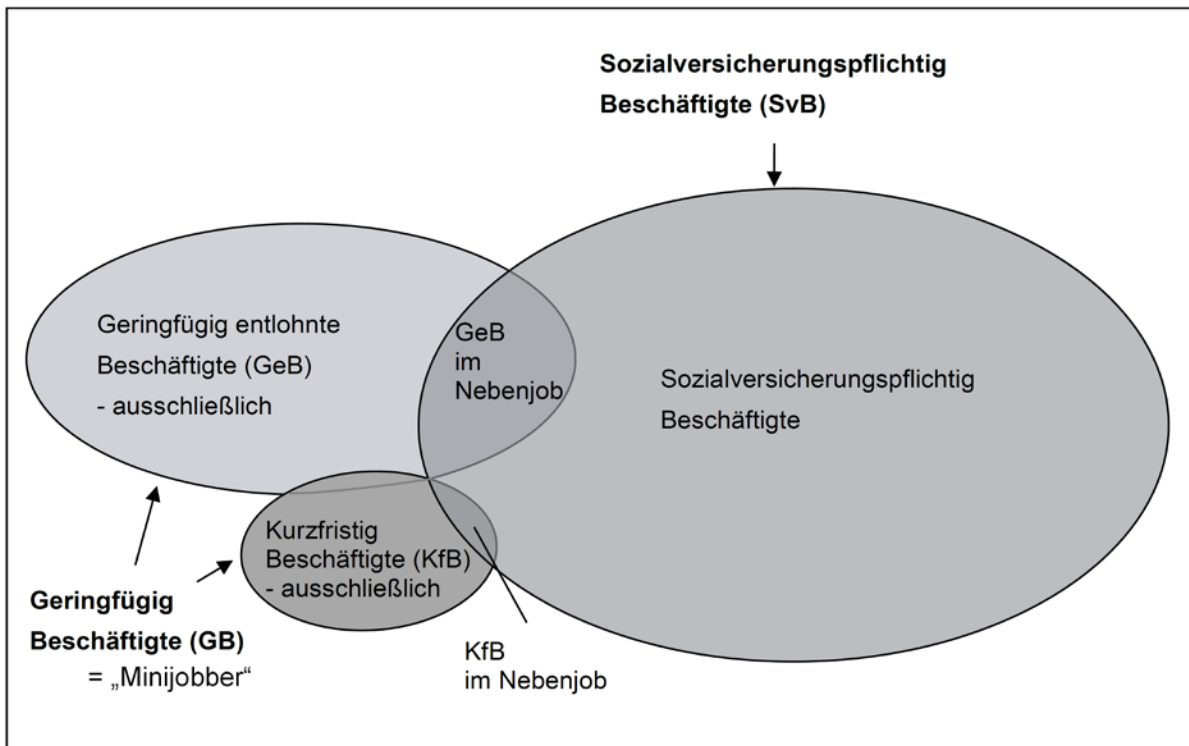 Sozialversicherungspflichtig
Beschäftigte (SvB)
Geringfügig entlohnte
Beschäftigte (GeB)
- ausschließlich
GeB
im
Nebenjob
Sozialversicherungspflichtig
Beschäftigte
Kurzfristig
Beschäftigte (KfB)
- ausschließlich
Geringfügig
Beschäftigte (GB)
= „Minijobber“
KfB
im Nebenjob